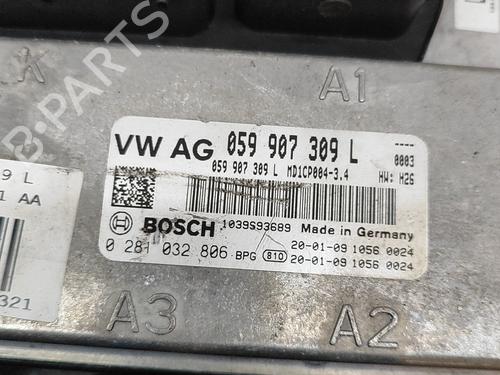 A1
VW AG 059 907 309 L
----
059 907 309 L MD1CP004-3.4
0003
HW: H26
BOSCH 1039S93689 Made in Germany
0 281 032 806 BPG 810
20-01-09 1056 0024
20-01-09 1056 0024
9 L
1 AA
321
A3
A2
B-Parts